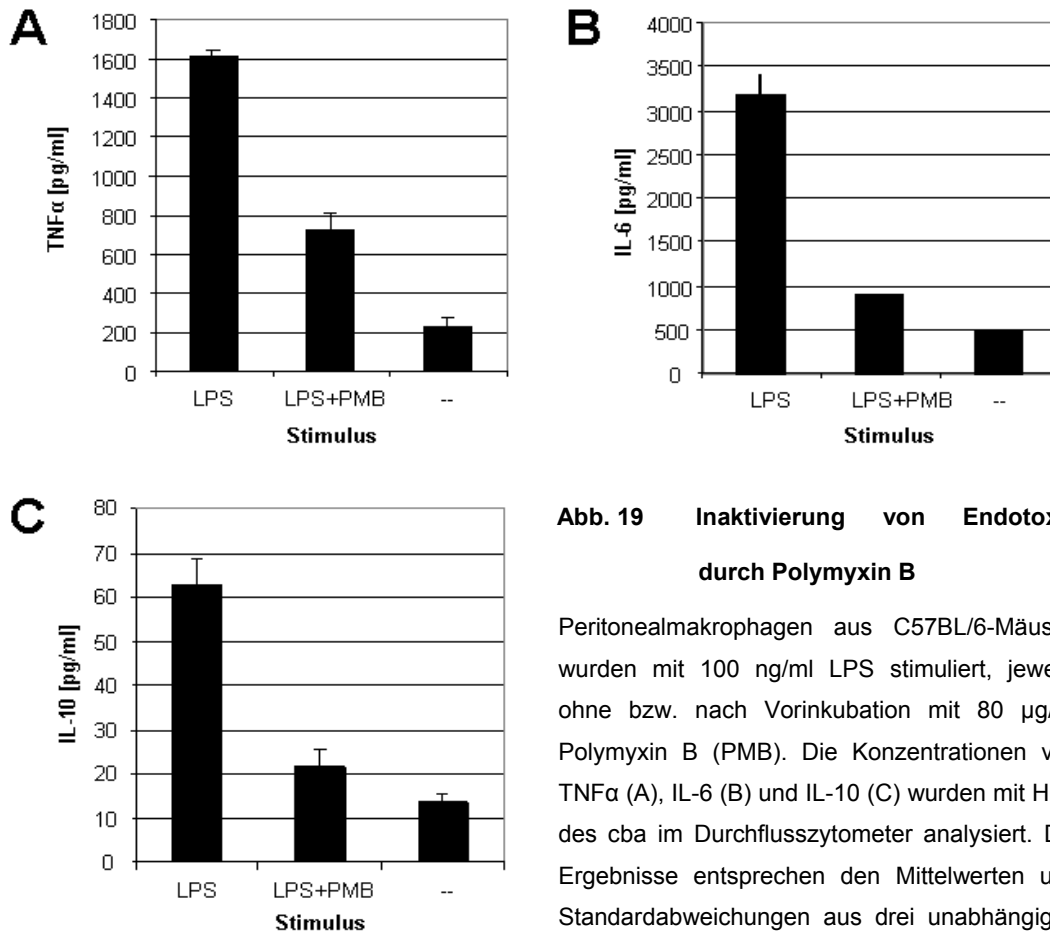 A
TNFα [pg/ml]
1800
1600
1400
1200
1000
800
600
400
200
0
LPS LPS+PMB --
Stimulus
B
IL-6 [pg/ml]
4000
3500
3000
2500
2000
1500
1000
500
0
LPS LPS+PMB --
Stimulus
C
IL-10 [pg/ml]
80
70
60
50
40
30
20
10
0
LPS LPS+PMB --
Stimulus
Abb. 19 Inaktivierung von Endotox
durch Polymyxin B
Peritonealmakrophagen aus C57BL/6-Mäus
wurden mit 100 ng/ml LPS stimuliert, jewe
ohne bzw. nach Vorinkubation mit 80 µg/
Polymyxin B (PMB). Die Konzentrationen v
TNFα (A), IL-6 (B) und IL-10 (C) wurden mit H
des cba im Durchflusszytometer analysiert. D
Ergebnisse entsprechen den Mittelwerten u
Standardabweichungen aus drei unabhängig